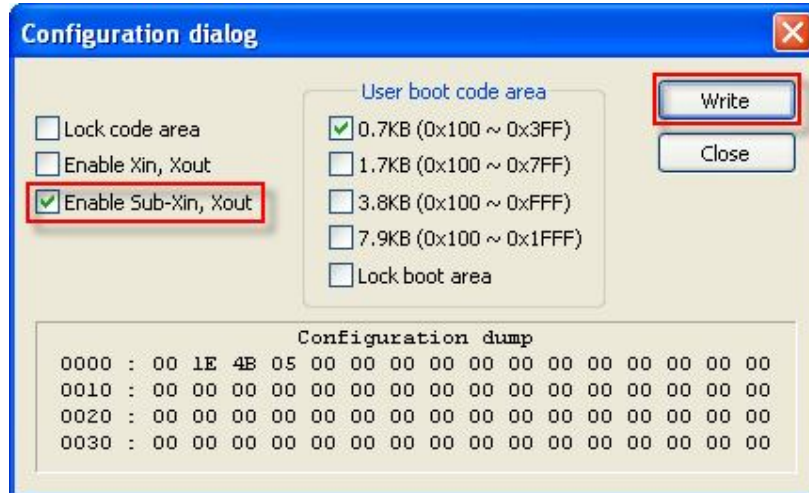 Configuration dialog
Lock code area
Enable Xin, Xout
Enable Sub-Xin, Xout
User boot code area
0.7KB (0x100 ~ 0x3FF)
1.7KB (0x100 ~ 0x7FF)
3.8KB (0x100 ~ 0xFFF)
7.9KB (0x100 ~ 0x1FFF)
Lock boot area
Write
Close
Configuration dump
0000 : 00 1E 4B 05 00 00 00 00 00 00 00 00 00 00 00 00
0010 : 00 00 00 00 00 00 00 00 00 00 00 00 00 00 00 00
0020 : 00 00 00 00 00 00 00 00 00 00 00 00 00 00 00 00
0030 : 00 00 00 00 00 00 00 00 00 00 00 00 00 00 00 00